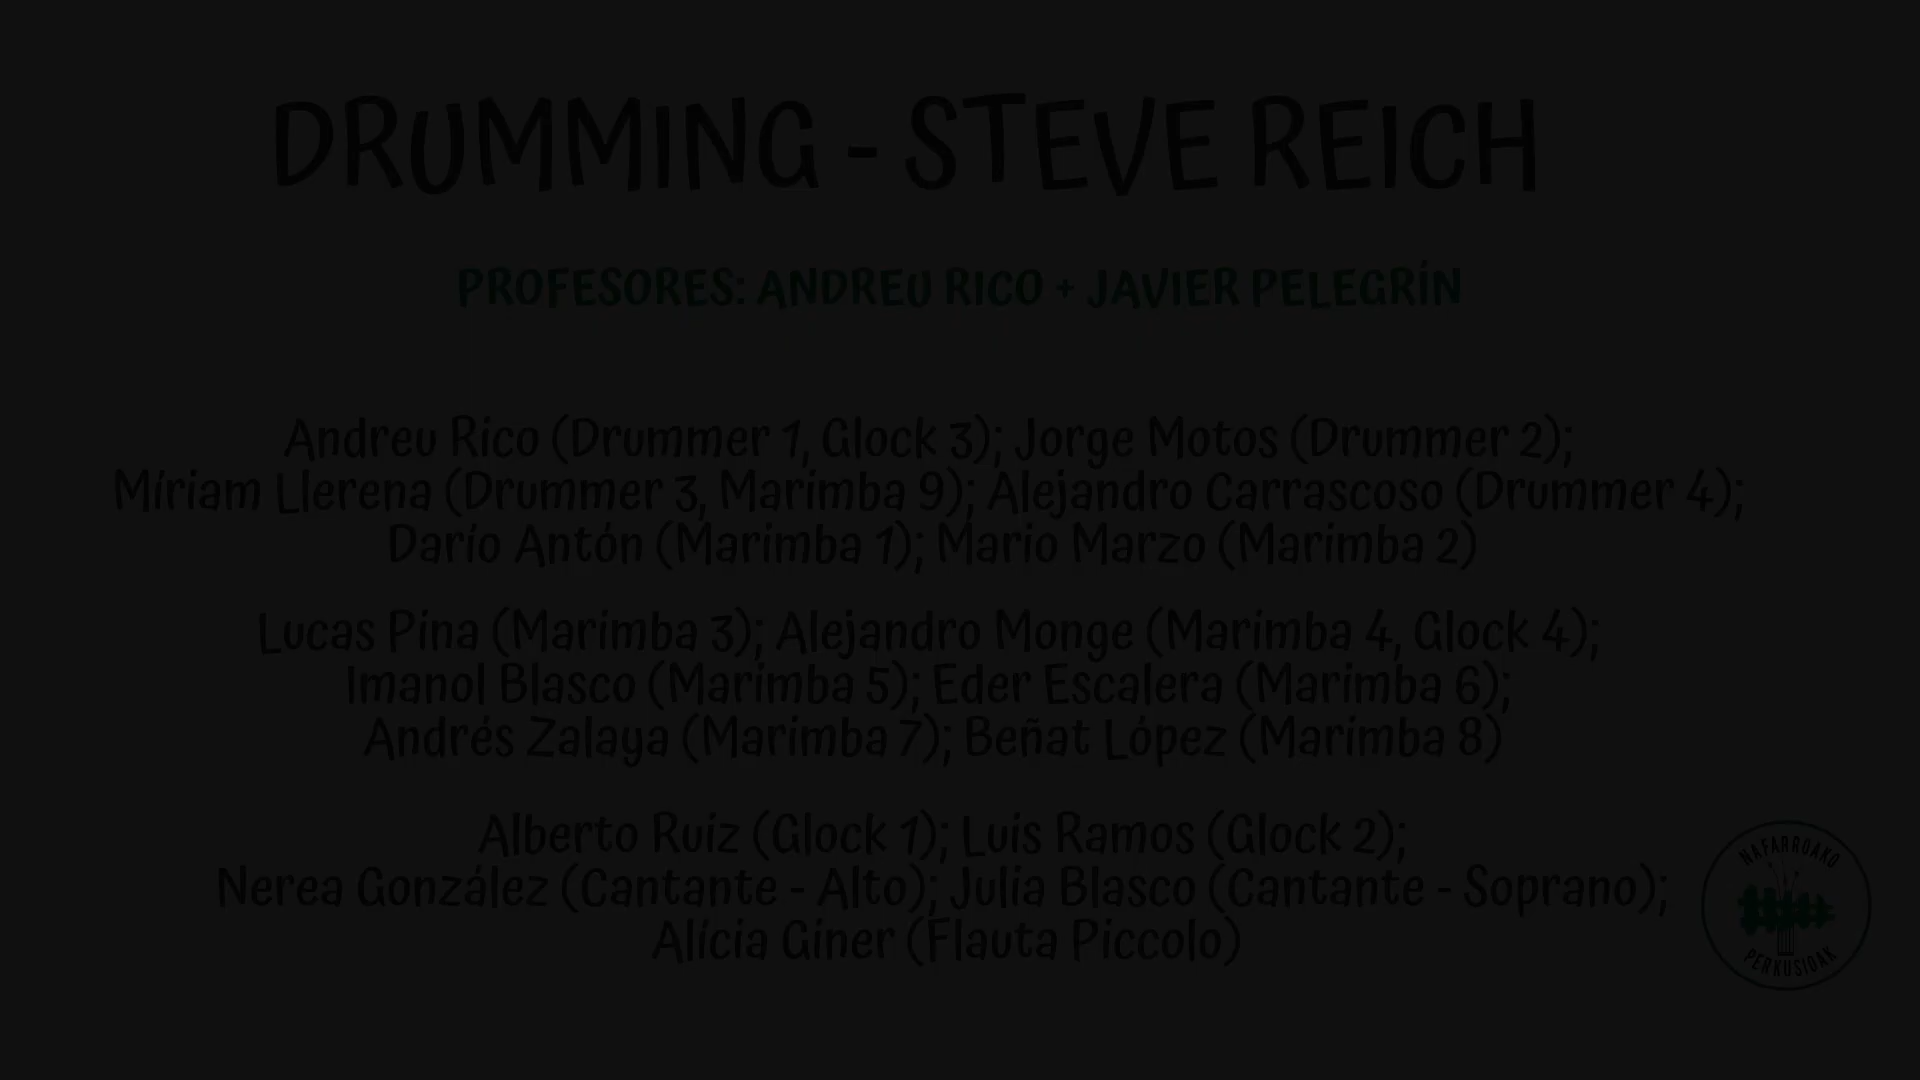 DRUMMING - STEVE REICH
PROFESORES: ANDREU RICO + JAVIER PELEGRÍN
Andreu Rico (Drummer 1, Glock 3); Jorge Motos (Drummer 2);
Míriam Llerena (Drummer 3, Marimba 9); Alejandro Carrascoso (Drummer 4);
Darío Antón (Marimba 1); Mario Marzo (Marimba 2)
Lucas Pina (Marimba 3); Alejandro Monge (Marimba 4, Glock 4);
Imanol Blasco (Marimba 5); Eder Escalera (Marimba 6);
Andrés Zalaya (Marimba 7); Beñat López (Marimba 8)
Alberto Ruiz (Glock 1); Luis Ramos (Glock 2);
Nerea González (Cantante - Alto); Julia Blasco (Cantante - Soprano);
Alícia Giner (Flauta Piccolo)
NAFARROAKO
PERKUSIOAK